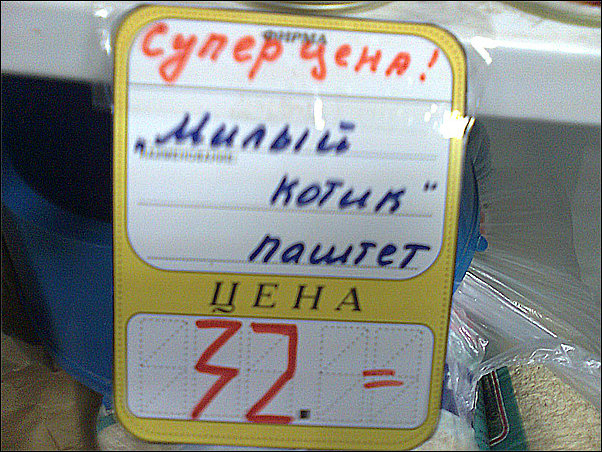 ФИРМА
Супер цена!
"Милый
котик"
паштет
ЦЕНА
32. =